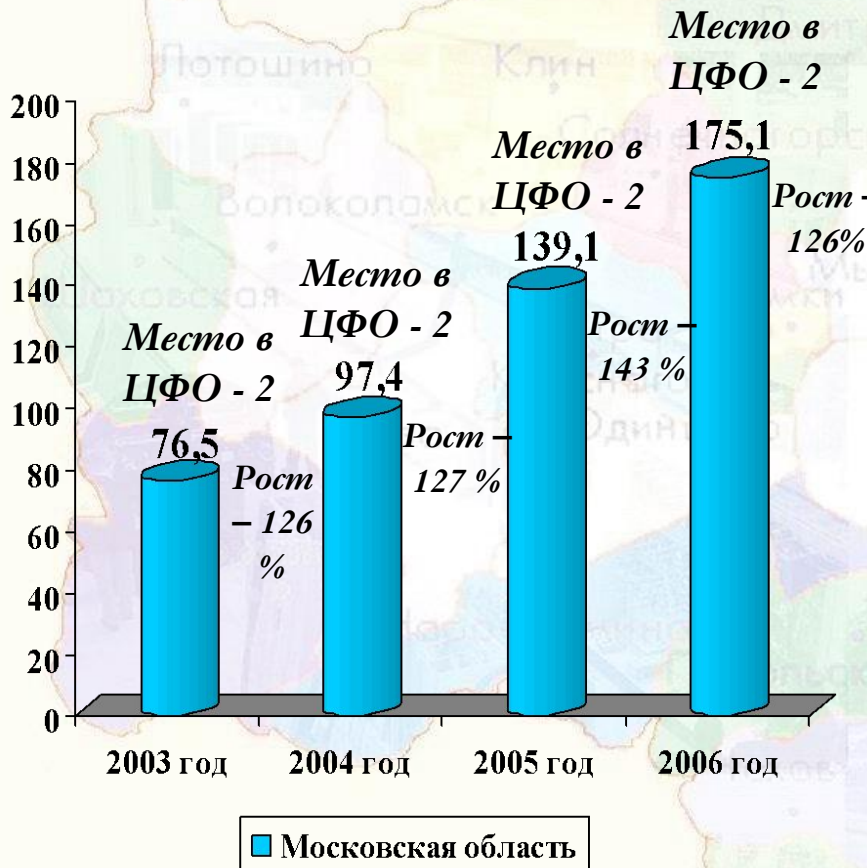 Место в
ЦФО - 2
175,1
Рост -
126%
Место в
ЦФО - 2
139,1
Рост –
143 %
Место в
ЦФО - 2
97,4
Рост –
127 %
Место в
ЦФО - 2
76,5
Рост
– 126
%
200
180
160
140
120
100
80
60
40
20
0
2003 год
2004 год
2005 год
2006 год
Московская область
Лотошино
Клин